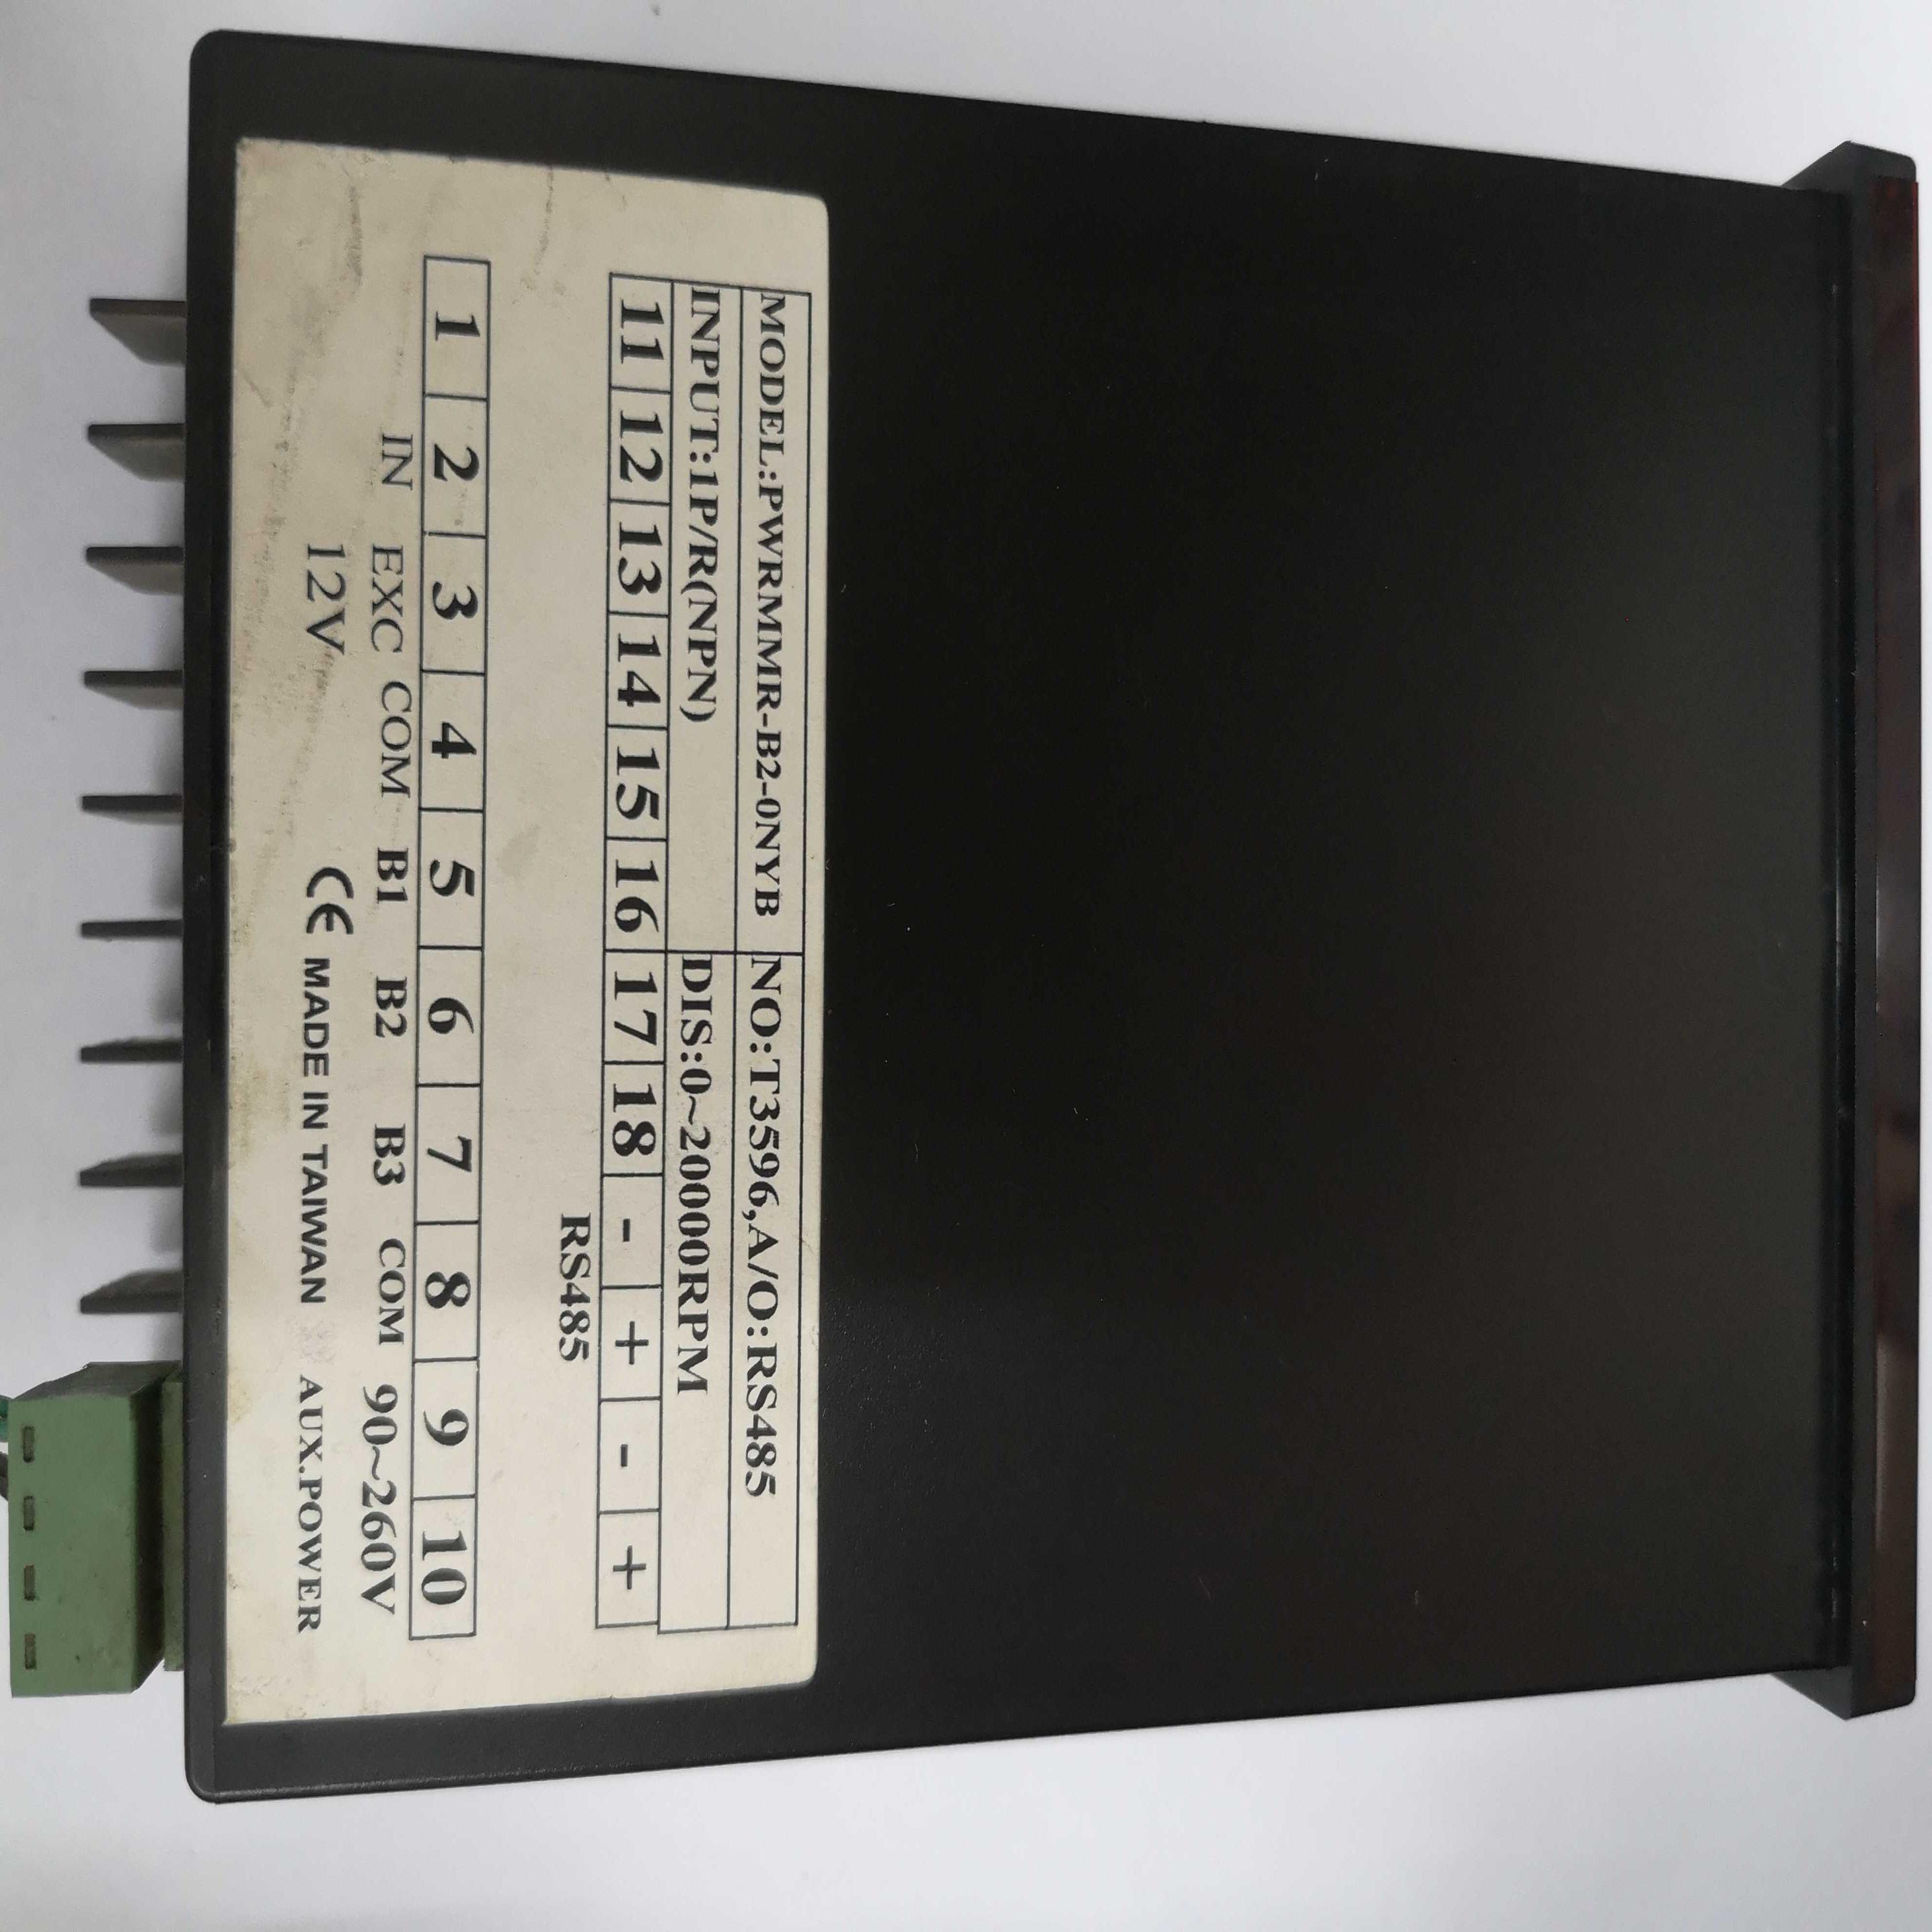 MODEL:PWRMMR-B2-0NYB NO:T3596,A/O:RS485
INPUT:1P/R(NPN) DIS:0~20000RPM
11 12 13 14 15 16 17 18 - + - +
RS485
1 2 3 4 5 6 7 8 9 10
IN EXC COM B1 B2 B3 COM 90~260V
12V CE MADE IN TAIWAN AUX.POWER